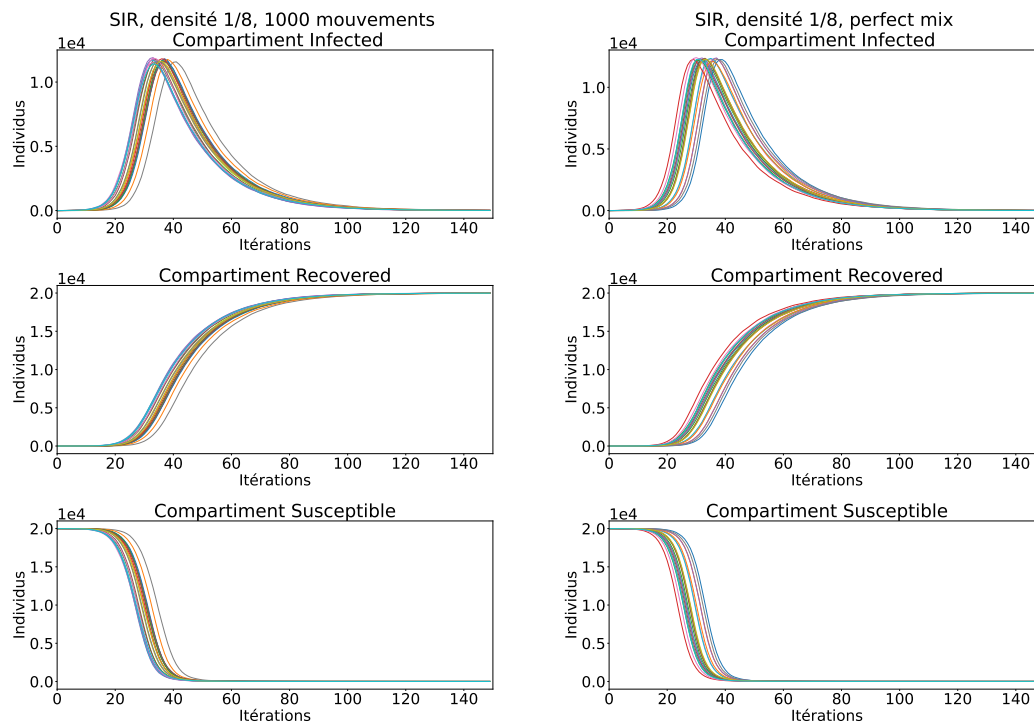 SIR, densité 1/8, 1000 mouvements
Compartiment Infected
1e4
1.0
0.5
0.0
Individus
0 20 40 60 80 100 120 140
Itérations
Compartiment Recovered
1e4
2.0
1.5
1.0
0.5
0.0
Individus
0 20 40 60 80 100 120 140
Itérations
Compartiment Susceptible
1e4
2.0
1.5
1.0
0.5
0.0
Individus
0 20 40 60 80 100 120 140
Itérations
SIR, densité 1/8, perfect mix
Compartiment Infected
1e4
1.0
0.5
0.0
Individus
0 20 40 60 80 100 120 140
Itérations
Compartiment Recovered
1e4
2.0
1.5
1.0
0.5
0.0
Individus
0 20 40 60 80 100 120 140
Itérations
Compartiment Susceptible
1e4
2.0
1.5
1.0
0.5
0.0
Individus
0 20 40 60 80 100 120 140
Itérations